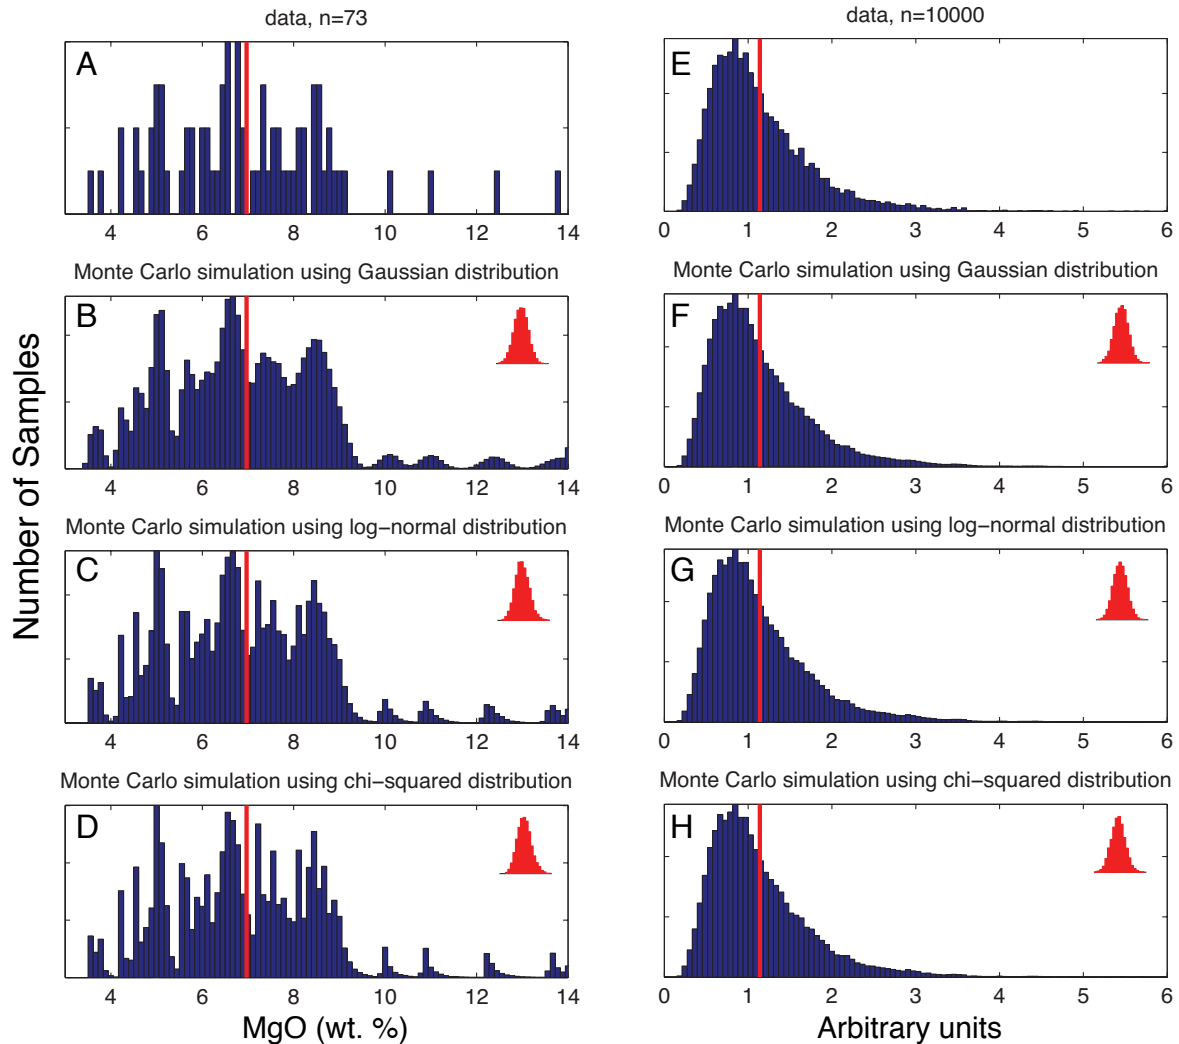 data, n=73
A
4 6 8 10 12 14
Monte Carlo simulation using Gaussian distribution
B
4 6 8 10 12 14
Monte Carlo simulation using log−normal distribution
C
4 6 8 10 12 14
Monte Carlo simulation using chi−squared distribution
D
4 6 8 10 12 14
MgO (wt. %)
Number of Samples
data, n=10000
E
0 1 2 3 4 5 6
Monte Carlo simulation using Gaussian distribution
F
0 1 2 3 4 5 6
Monte Carlo simulation using log−normal distribution
G
0 1 2 3 4 5 6
Monte Carlo simulation using chi−squared distribution
H
0 1 2 3 4 5 6
Arbitrary units